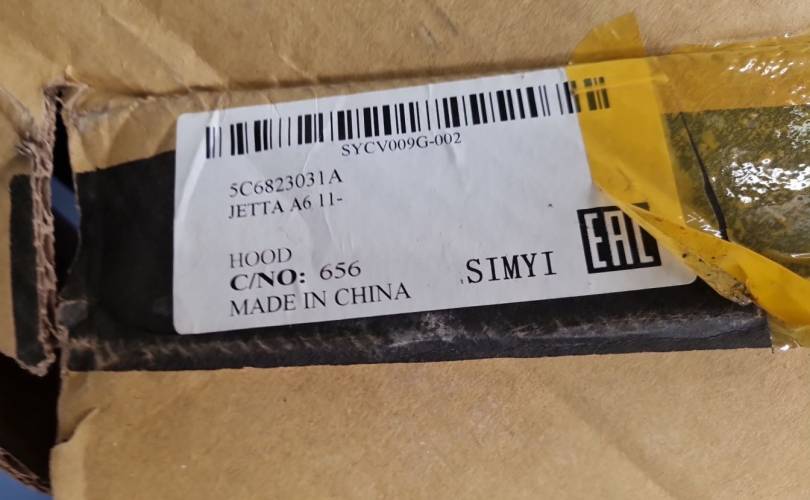 SYCV009G-002
5C6823031A
JETTA A6 11-
HOOD
C/NO: 656
MADE IN CHINA
SIMYI
EAC